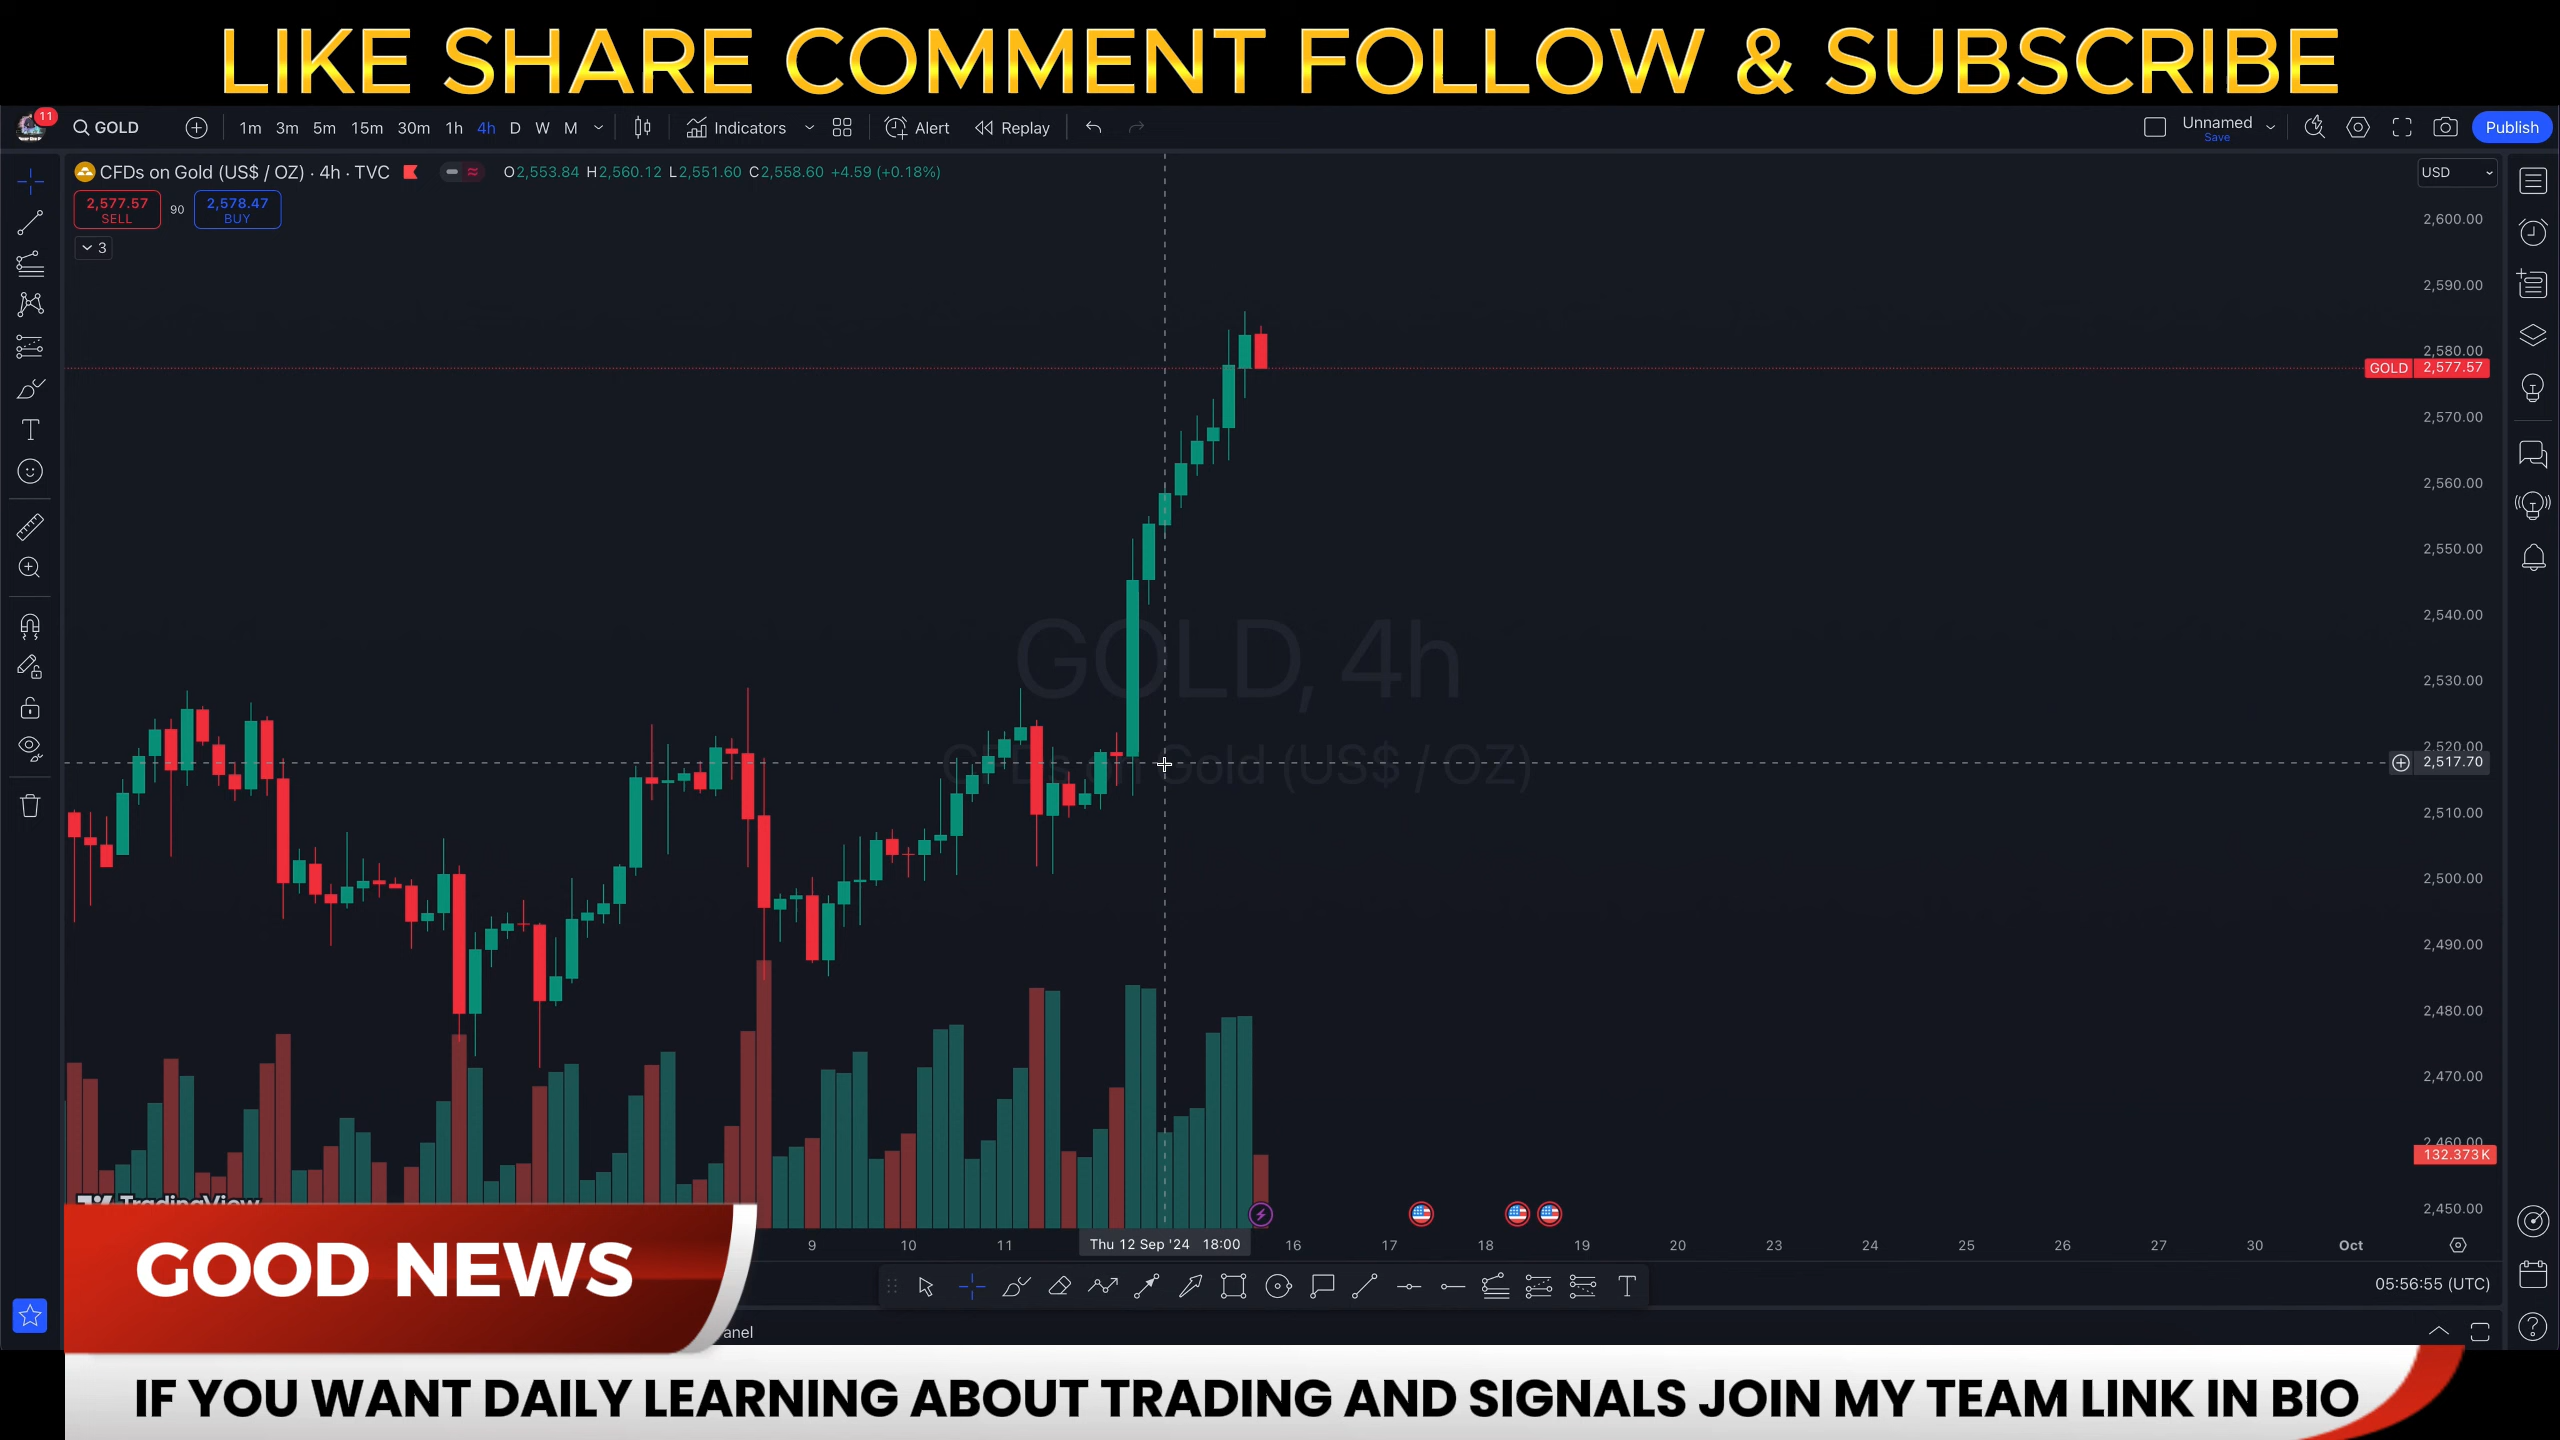 LIKE SHARE COMMENT FOLLOW & SUBSCRIBE
11
GOLD
1m 3m 5m 15m 30m 1h 4h D W M
Indicators
Alert
Replay
Unnamed
Save
Publish
CFDs on Gold (US$ / OZ) · 4h · TVC
O2,553.84 H2,560.12 L2,551.60 C2,558.60 +4.59 (+0.18%)
USD
2,577.57
SELL
90
2,578.47
BUY
3
2,600.00
2,590.00
2,580.00
GOLD 2,577.57
2,570.00
2,560.00
2,550.00
2,540.00
2,530.00
2,520.00
2,517.70
2,510.00
2,500.00
2,490.00
2,480.00
2,470.00
2,460.00
132.373K
2,450.00
GOLD, 4h
CFDs on Gold (US$ / OZ)
TradingView
9 10 11 Thu 12 Sep '24 18:00 16 17 18 19 20 23 24 25 26 27 30 Oct
05:56:55 (UTC)
anel
GOOD NEWS
IF YOU WANT DAILY LEARNING ABOUT TRADING AND SIGNALS JOIN MY TEAM LINK IN BIO